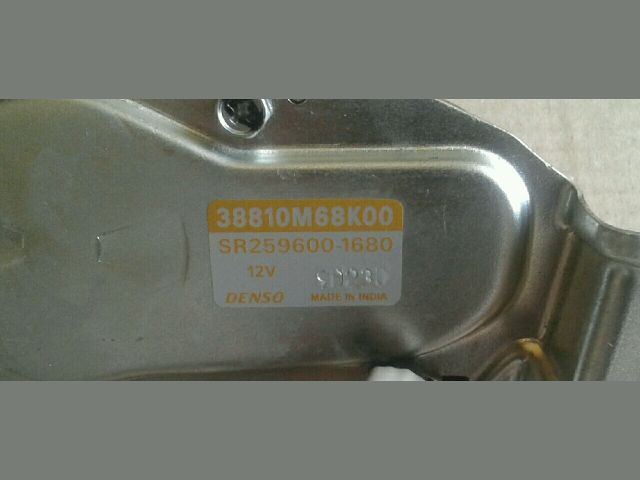 38810M68K00
SR259600-1680
12V
DENSO MADE IN INDIA